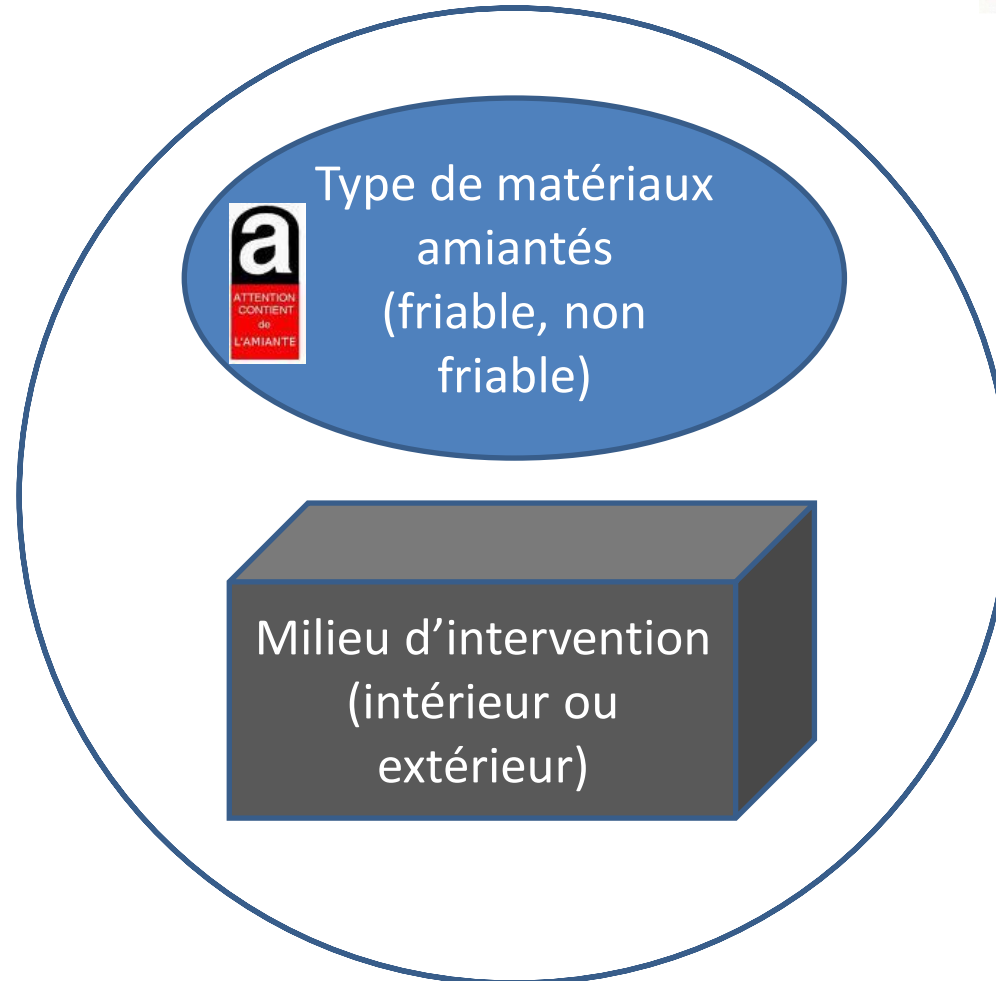 Type de matériaux
amiantés
(friable, non
friable)
a
ATTENTION
CONTIENT
de
L'AMIANTE
Milieu d’intervention
(intérieur ou
extérieur)